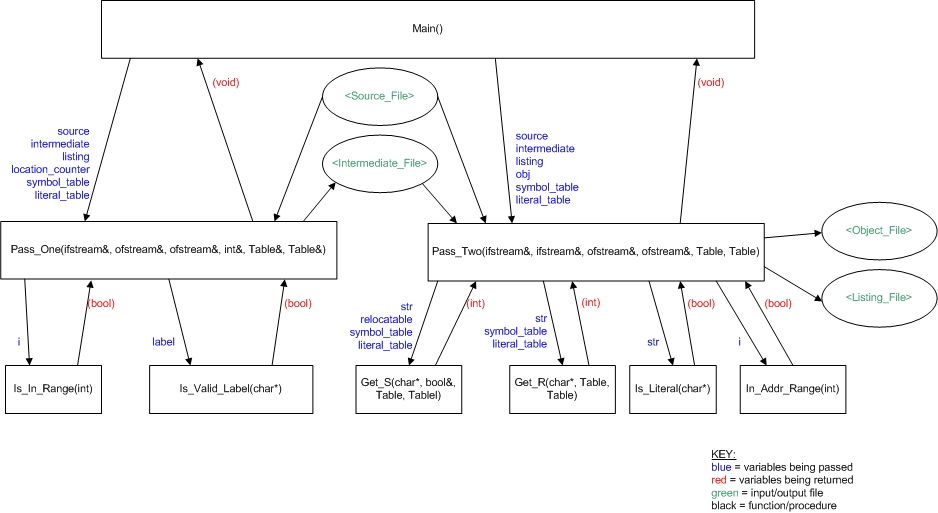 Main()
(void)
(void)
<Source_File>
source
intermediate
listing
location_counter
symbol_table
literal_table
source
intermediate
listing
obj
symbol_table
literal_table
<Intermediate_File>
Pass_One(ifstream&, ofstream&, ofstream&, int&, Table&, Table&)
Pass_Two(ifstream&, ifstream&, ofstream&, ofstream&, Table, Table)
<Object_File>
<Listing_File>
i
(bool)
label
(bool)
str
relocatable
symbol_table
literal_table
(int)
str
symbol_table
literal_table
(int)
str
(bool)
i
(bool)
Is_In_Range(int)
Is_Valid_Label(char*)
Get_S(char*, bool&,
Table, Tablel)
Get_R(char*, Table,
Table)
Is_Literal(char*)
In_Addr_Range(int)
KEY:
blue = variables being passed
red = variables being returned
green = input/output file
black = function/procedure